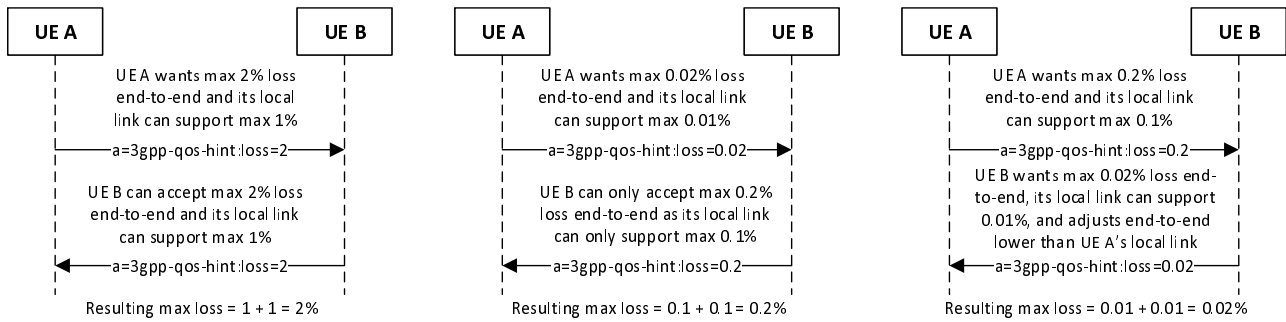 UE A
UE B
UE A wants max 2% loss
end-to-end and its local
link can support max 1%
a=3gpp-qos-hint:loss=2
UE B can accept max 2% loss
end-to-end and its local link
can support max 1%
a=3gpp-qos-hint:loss=2
Resulting max loss = 1 + 1 = 2%
UE A
UE B
UE A wants max 0.02% loss
end-to-end and its local link
can support max 0.01%
a=3gpp-qos-hint:loss=0.02
UE B can only accept max 0.2%
loss end-to-end as its local link
can only support max 0.1%
a=3gpp-qos-hint:loss=0.2
Resulting max loss = 0.1 + 0.1 = 0.2%
UE A
UE B
UE A wants max 0.2% loss
end-to-end and its local link
can support max 0.1%
a=3gpp-qos-hint:loss=0.2
UE B wants max 0.02% loss end-
to-end, its local link can support
0.01%, and adjusts end-to-end
lower than UE A's local link
a=3gpp-qos-hint:loss=0.02
Resulting max loss = 0.01 + 0.01 = 0.02%